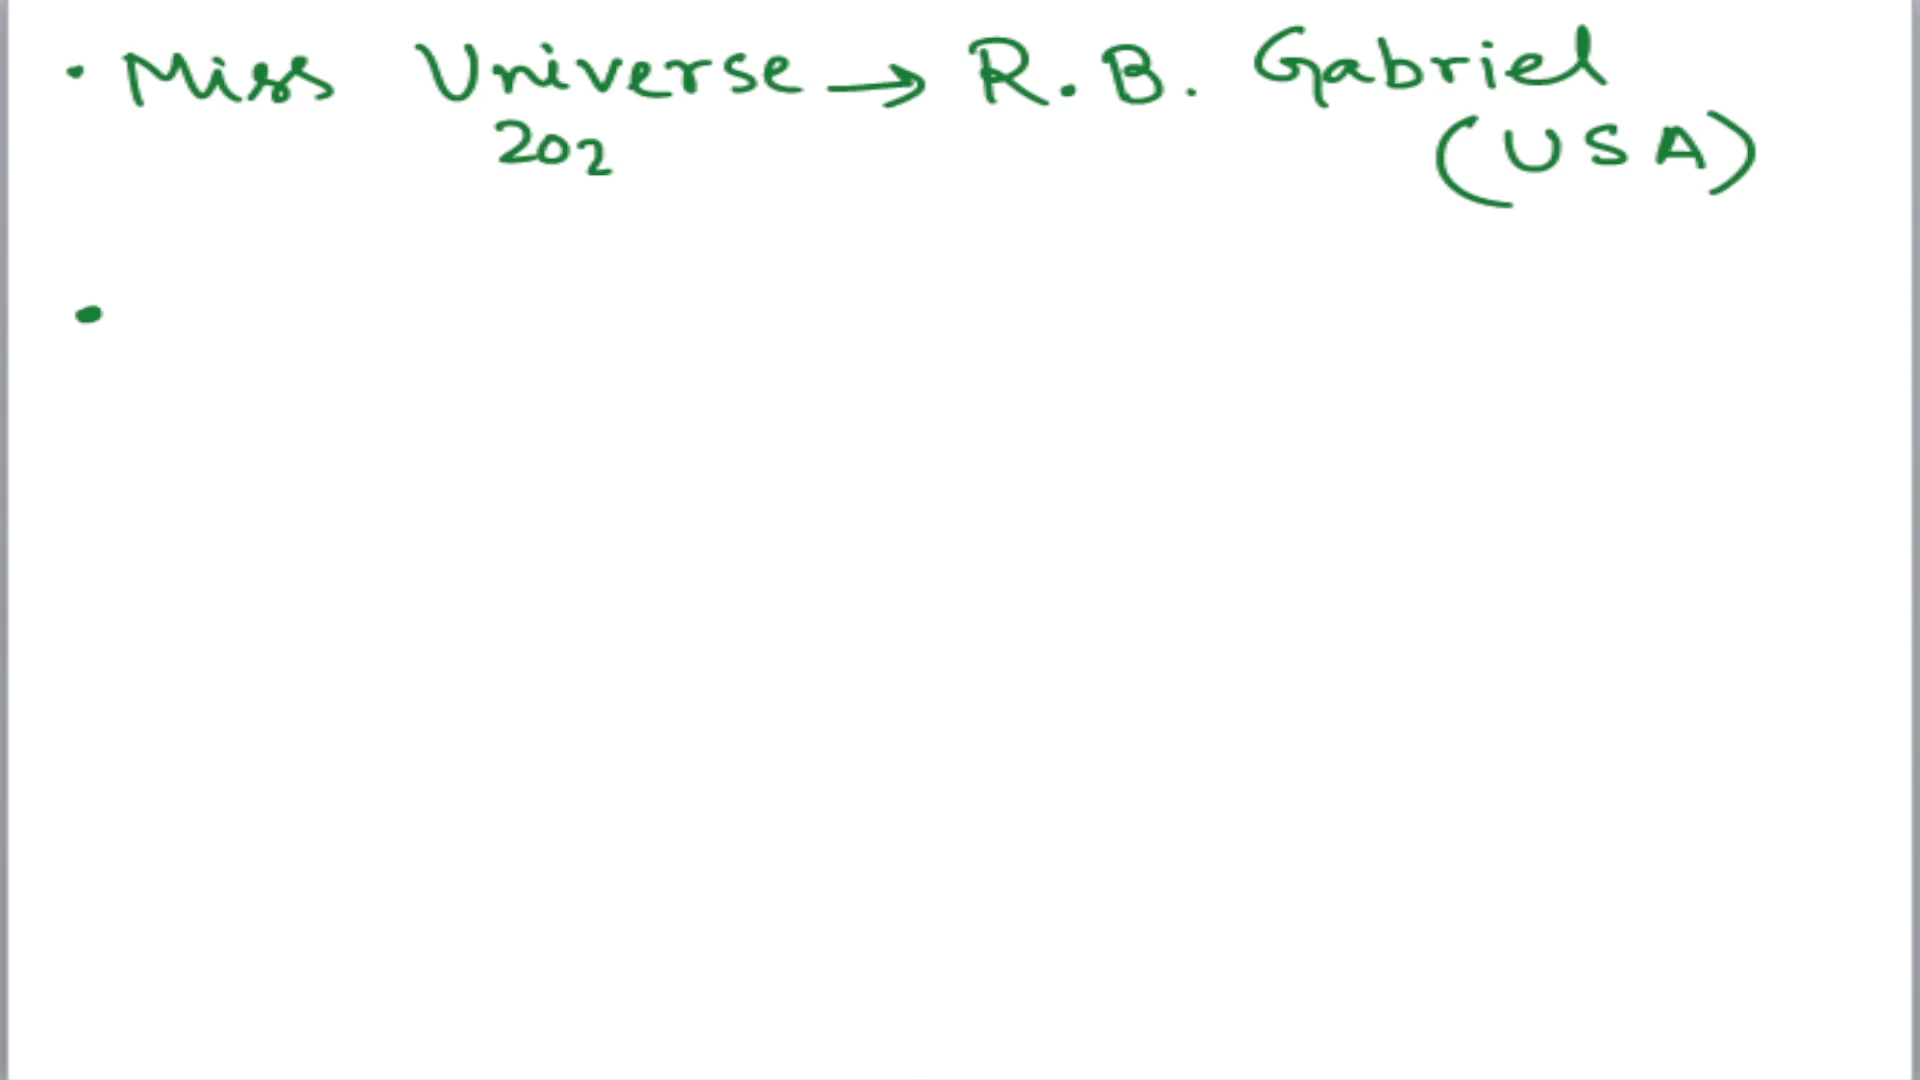 • Miss Universe → R.B. Gabriel
202 (USA)
•